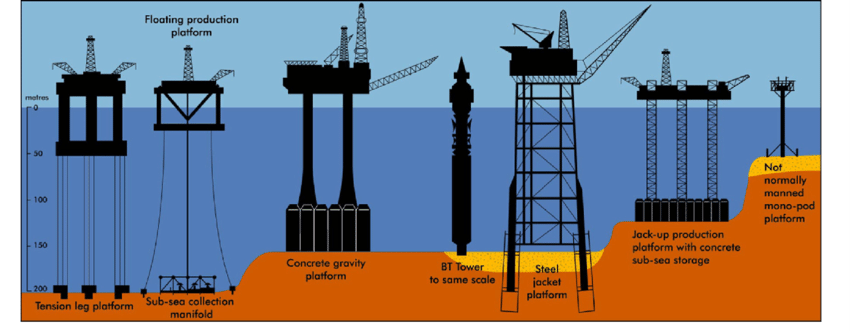 Floating production
platform
metres
0
50
100
150
200
Tension leg platform
Sub-sea collection
manifold
Concrete gravity
platform
BT Tower
to same scale
Steel
jacket
platform
Jack-up production
platform with concrete
sub-sea storage
Not
normally
manned
mono-pod
platform